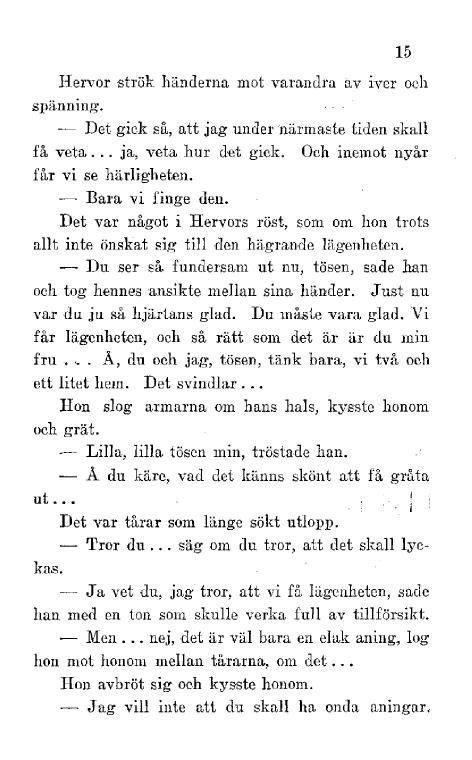 15
Hervor strök händerna mot varandra av iver och
spänning.
— Det gick så, att jag under närmaste tiden skall
få veta... ja, veta hur det gick. Och inemot nyår
får vi se härligheten.
— Bara vi finge den.
Det var något i Hervors röst, som om hon trots
allt inte önskat sig till den hägrande lägenheten.
— Du ser så fundersam ut nu, tösen, sade han
och tog hennes ansikte mellan sina händer. Just nu
var du ju så hjärtans glad. Du måste vara glad. Vi
får lägenheten, och så rätt som det är är du min
fru ... Å, du och jag, tösen, tänk bara, vi två och
ett litet hem. Det svindlar...
Hon slog armarna om hans hals, kysste honom
och grät.
— Lilla, lilla tösen min, tröstade han.
— Å du käre, vad det känns skönt att få gråta
ut...
Det var tårar som länge sökt utlopp.
— Tror du... säg om du tror, att det skall lyc-
kas.
— Ja vet du, jag tror, att vi få lägenheten, sade
han med en ton som skulle verka full av tillförsikt.
— Men... nej, det är väl bara en elak aning, log
hon mot honom mellan tårarna, om det...
Hon avbröt sig och kysste honom.
— Jag vill inte att du skall ha onda aningar.